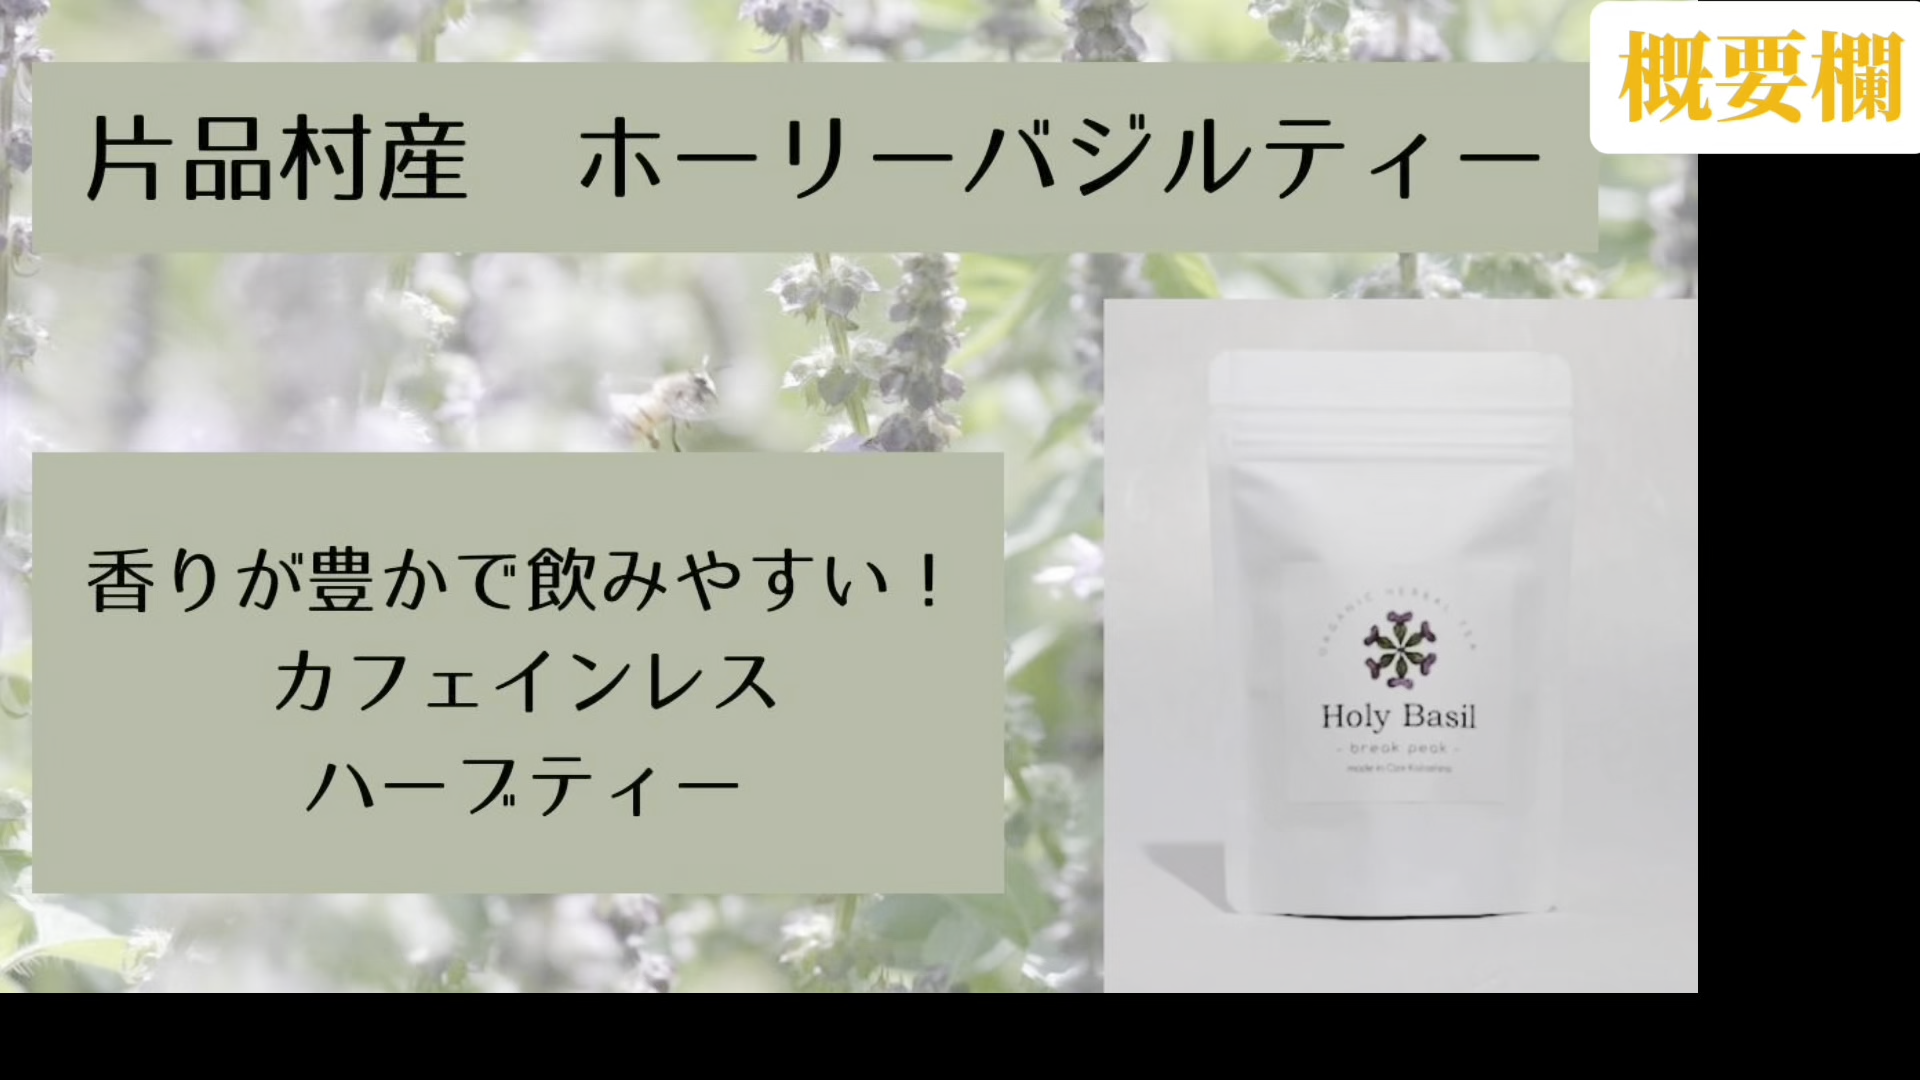 概要欄
片品村産　ホーリーバジルティー
香りが豊かで飲みやすい！
カフェインレス
ハーブティー
ORGANIC HERBAL TEA
Holy Basil
- break peak -
made in